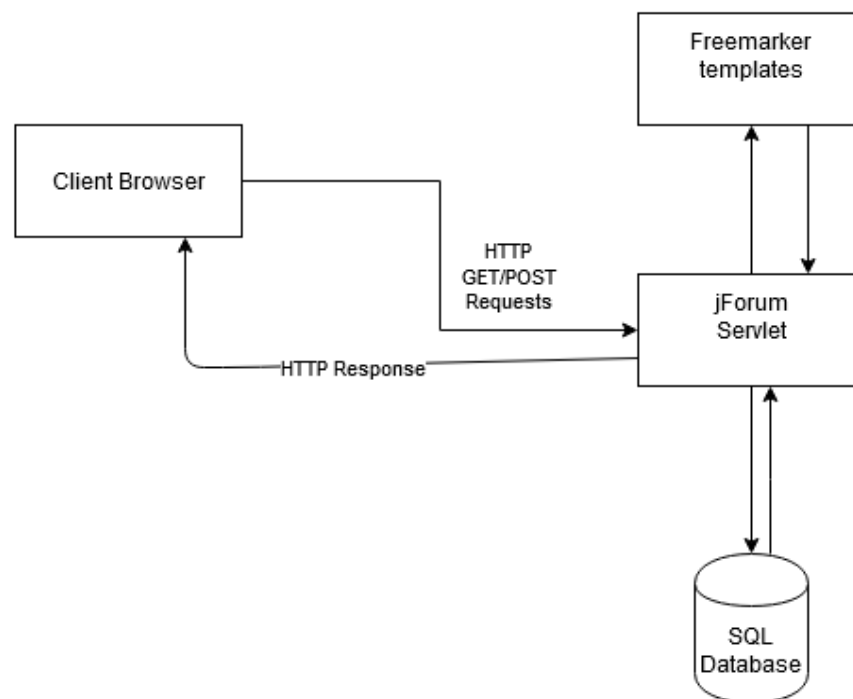 Freemarker
templates
Client Browser
HTTP
GET/POST
Requests
jForum
Servlet
HTTP Response
SQL
Database